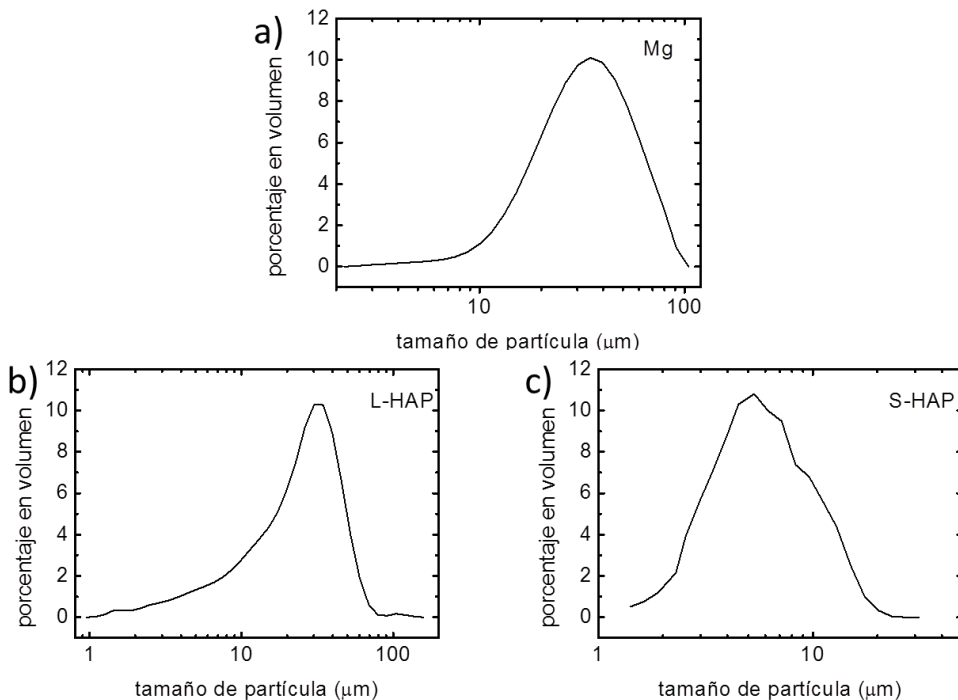 a)
Mg
porcentaje en volumen
12
10
8
6
4
2
0
10
100
tamaño de partícula (μm)
b)
L-HAP
porcentaje en volumen
12
10
8
6
4
2
0
1
10
100
tamaño de partícula (μm)
c)
S-HAP
porcentaje en volumen
12
10
8
6
4
2
0
1
10
tamaño de partícula (μm)